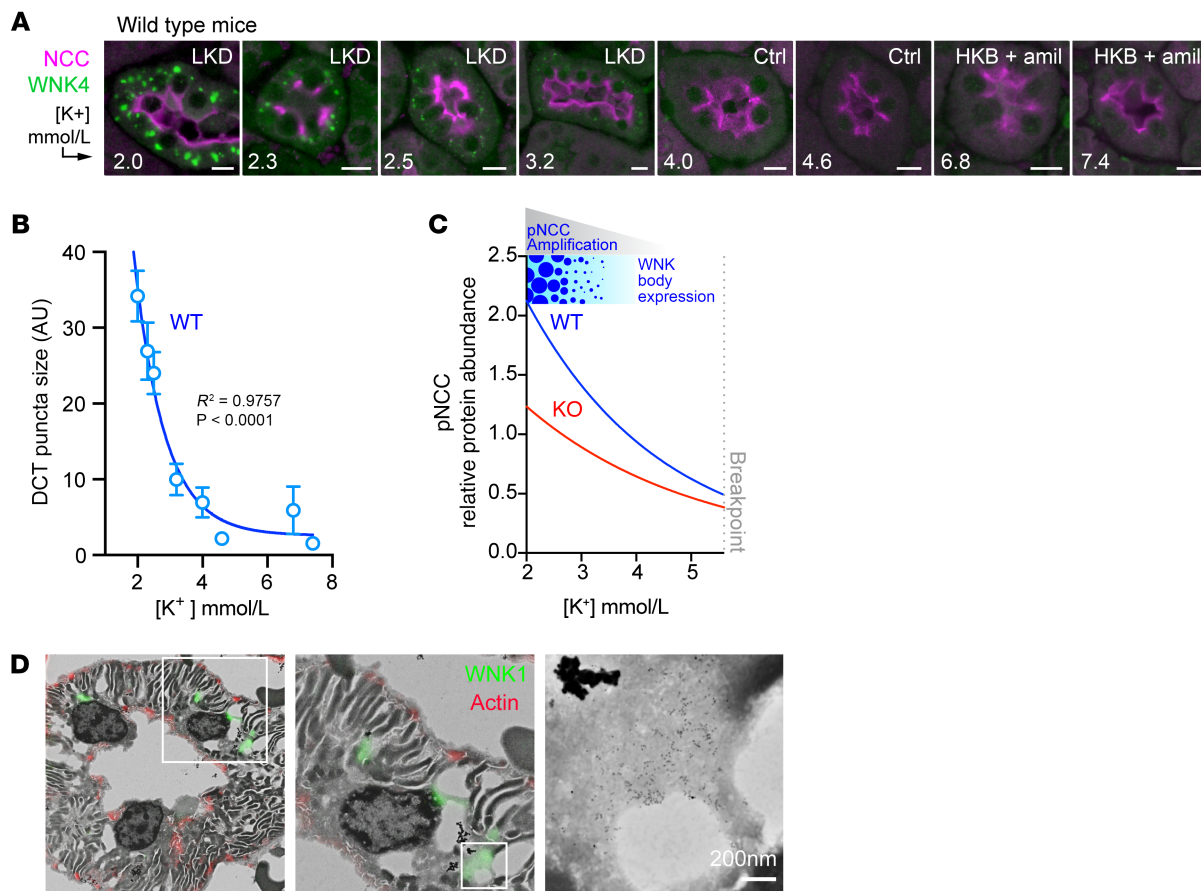 A
Wild type mice
NCC
WNK4
[K+]
mmol/L
LKD
2.0
LKD
2.3
LKD
2.5
LKD
3.2
Ctrl
4.0
Ctrl
4.6
HKB + amil
6.8
HKB + amil
7.4
B
40
30
20
10
0
DCT puncta size (AU)
WT
R² = 0.9757
P < 0.0001
2 4 6 8
[K⁺ ] mmol/L
C
pNCC
Amplification
WNK
body
expression
2.5
2.0
1.5
1.0
0.5
0.0
pNCC
relative protein abundance
WT
KO
Breakpoint
2 3 4 5
[K⁺] mmol/L
D
WNK1
Actin
200nm